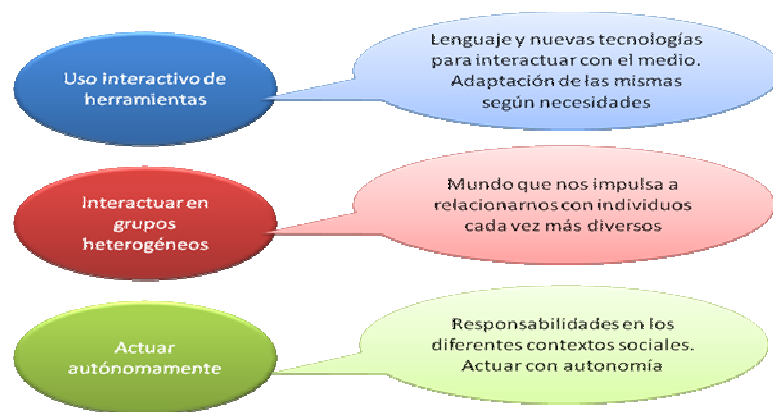 Uso interactivo de
herramientas
Lenguaje y nuevas tecnologías
para interactuar con el medio.
Adaptación de las mismas
según necesidades
Interactuar en
grupos
heterogéneos
Mundo que nos impulsa a
relacionarnos con individuos
cada vez más diversos
Actuar
autónomamente
Responsabilidades en los
diferentes contextos sociales.
Actuar con autonomía